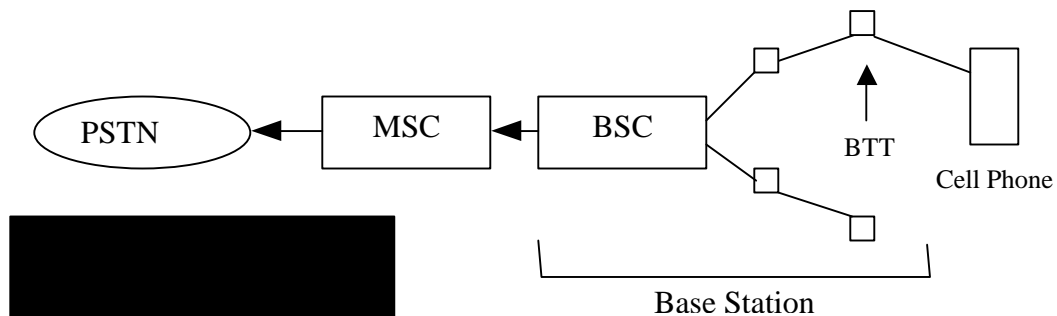 PSTN
MSC
BSC
BTT
Cell Phone
Base Station